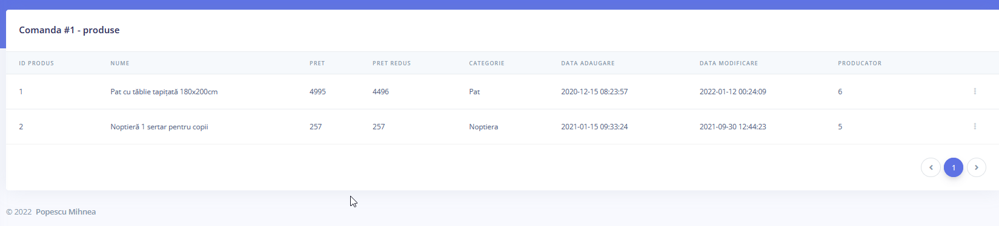 Comanda #1 - produse
ID PRODUS NUME PRET PRET REDUS CATEGORIE DATA ADAUGARE DATA MODIFICARE PRODUCATOR
1 Pat cu tăblie tapițată 180x200cm 4995 4496 Pat 2020-12-15 08:23:57 2022-01-12 00:24:09 6
2 Noptieră 1 sertar pentru copii 257 257 Noptiera 2021-01-15 09:33:24 2021-09-30 12:44:23 5
1
© 2022 Popescu Mihnea